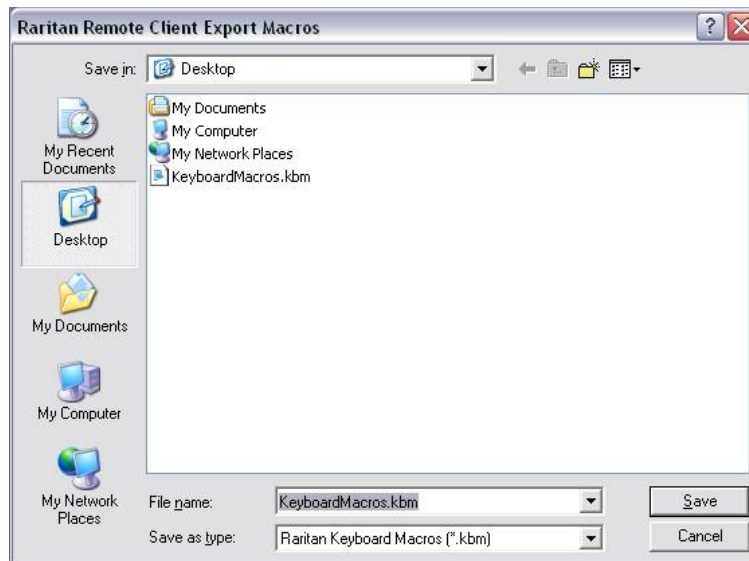 Raritan Remote Client Export Macros
Save in:
Desktop
My Recent
Documents
Desktop
My Documents
My Computer
My Network
Places
My Documents
My Computer
My Network Places
KeyboardMacros.kbm
File name:
KeyboardMacros.kbm
Save
Save as type:
Raritan Keyboard Macros (*.kbm)
Cancel